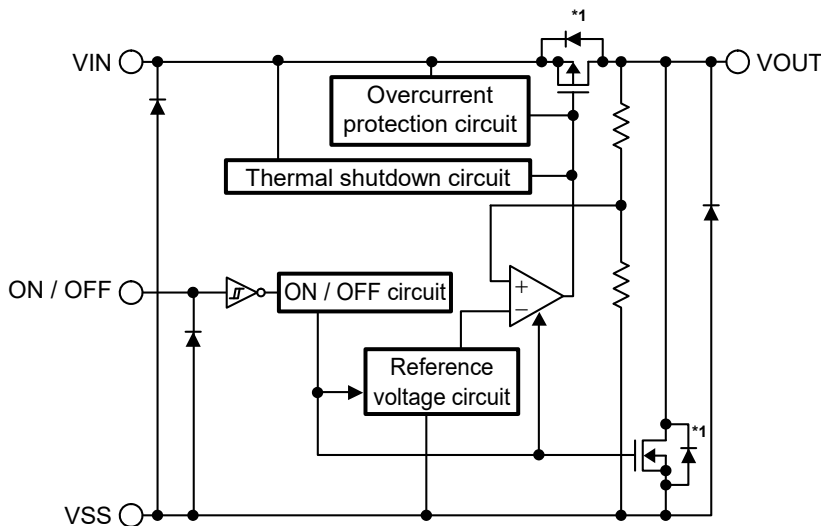 *1
VIN
VOUT
Overcurrent
protection circuit
Thermal shutdown circuit
ON / OFF
ON / OFF circuit
+
−
Reference
voltage circuit
*1
VSS